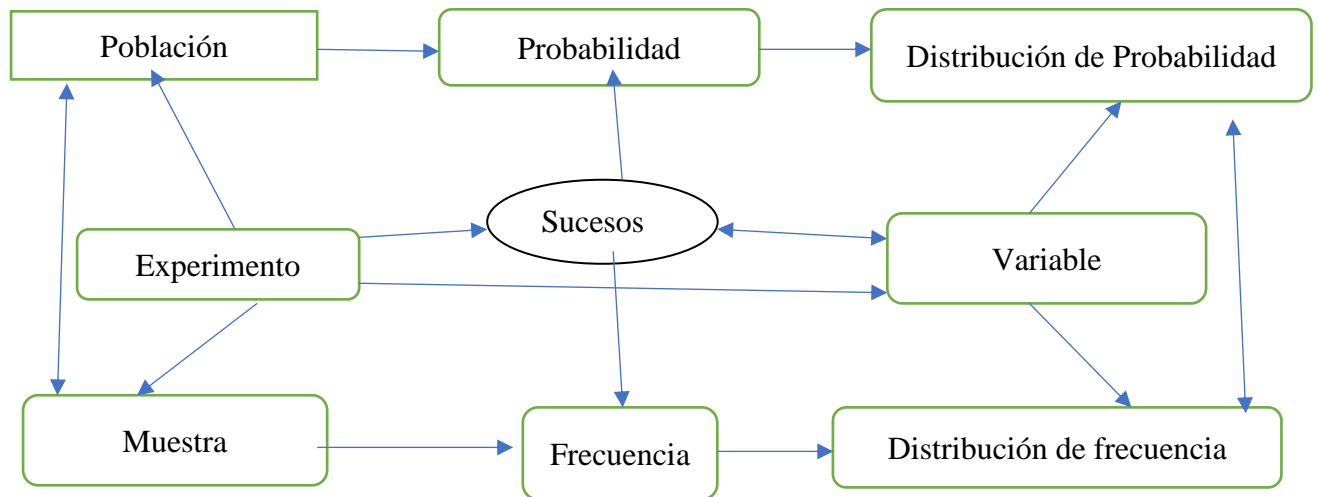 Población
Probabilidad
Distribución de Probabilidad
Sucesos
Experimento
Variable
Muestra
Frecuencia
Distribución de frecuencia